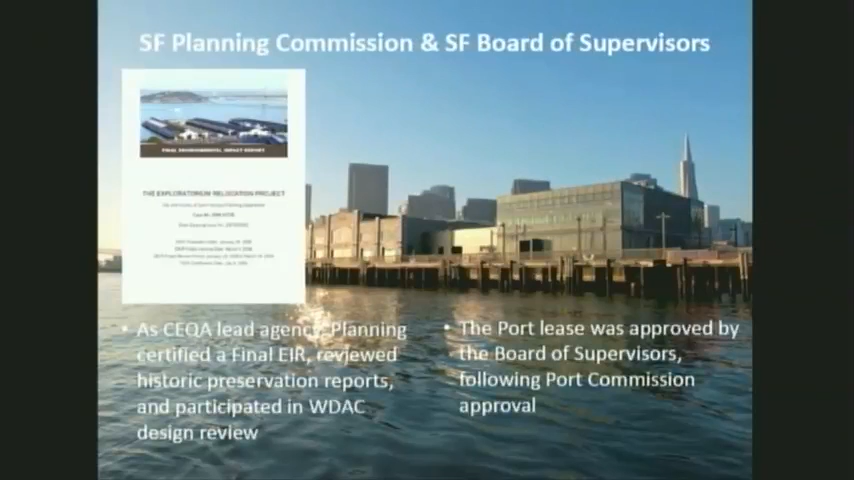 SF Planning Commission & SF Board of Supervisors
FINAL ENVIRONMENTAL IMPACT REPORT
THE EXPLORATORIUM RELOCATION PROJECT
• As CEQA lead agency, Planning
certified a Final EIR, reviewed
historic preservation reports,
and participated in WDAC
design review
• The Port lease was approved by
the Board of Supervisors,
following Port Commission
approval